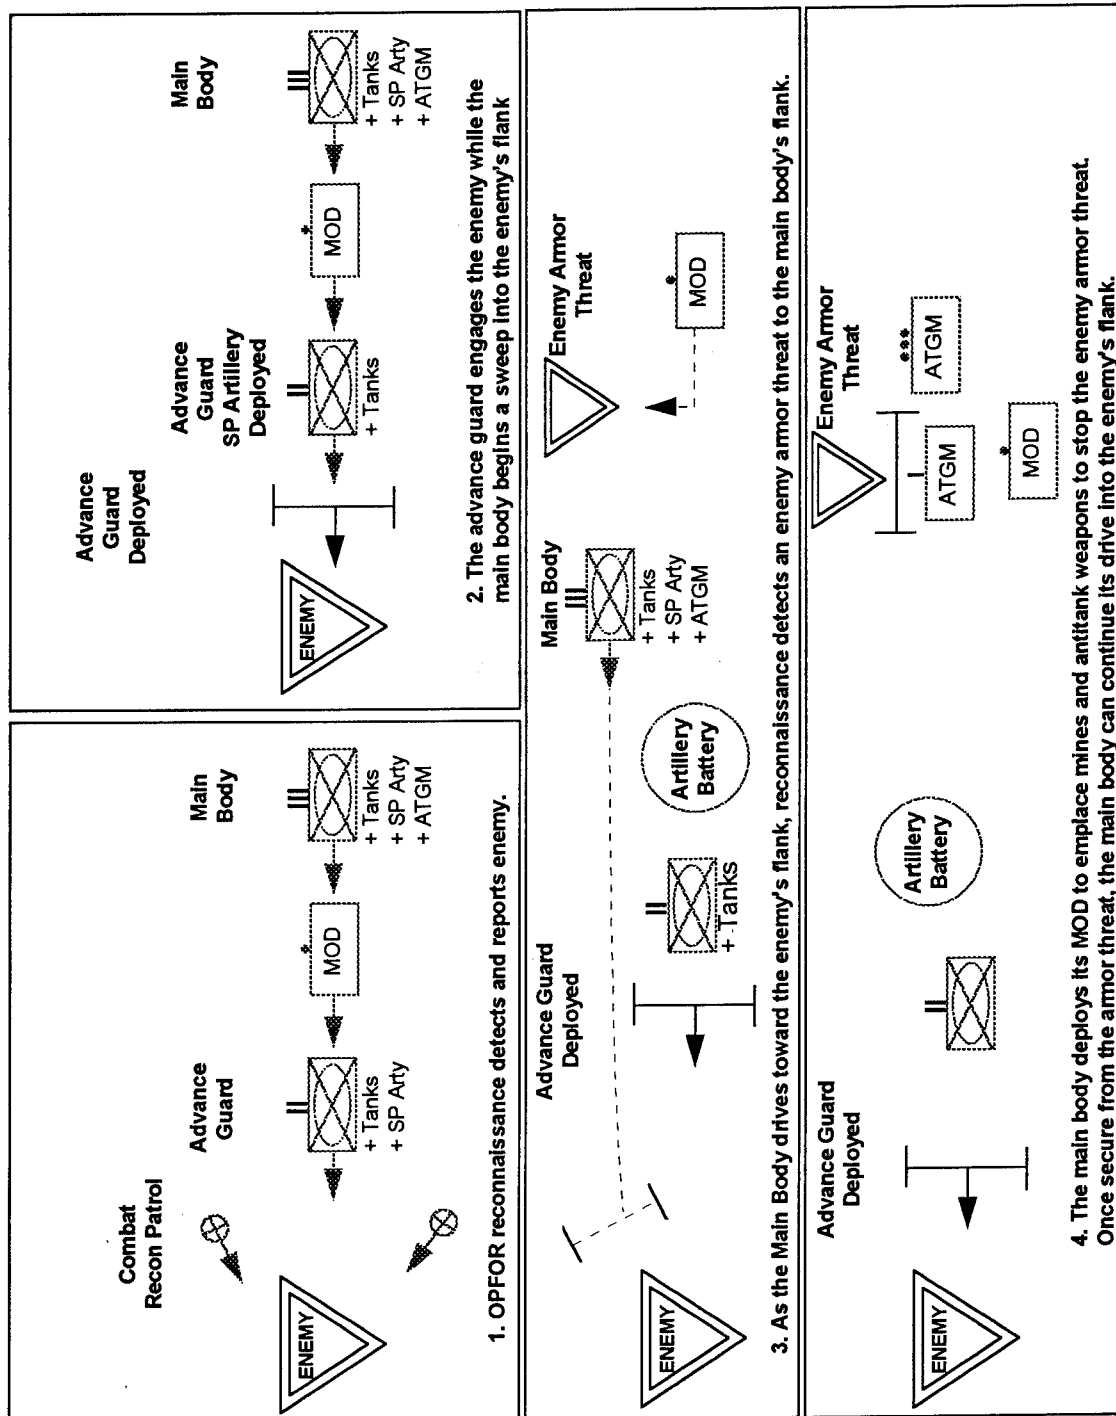 Combat
Recon Patrol
Advance
Guard
Main
Body
ENEMY
MOD
+ Tanks
+ SP Arty
+ Tanks
+ SP Arty
+ ATGM
1. OPFOR reconnaissance detects and reports enemy.
Advance
Guard
Deployed
Advance
Guard
SP Artillery
Deployed
Main
Body
ENEMY
MOD
+ Tanks
+ Tanks
+ SP Arty
+ ATGM
2. The advance guard engages the enemy while the
main body begins a sweep into the enemy's flank
Advance Guard
Deployed
Main Body
Enemy Armor
Threat
+ Tanks
+ SP Arty
+ ATGM
ENEMY
+ Tanks
Artillery
Battery
MOD
3. As the Main Body drives toward the enemy's flank, reconnaissance detects an enemy armor threat to the main body's flank.
Advance Guard
Deployed
Enemy Armor
Threat
ENEMY
Artillery
Battery
ATGM
ATGM
MOD
4. The main body deploys its MOD to emplace mines and antitank weapons to stop the enemy armor threat.
Once secure from the armor threat, the main body can continue its drive into the enemy's flank.